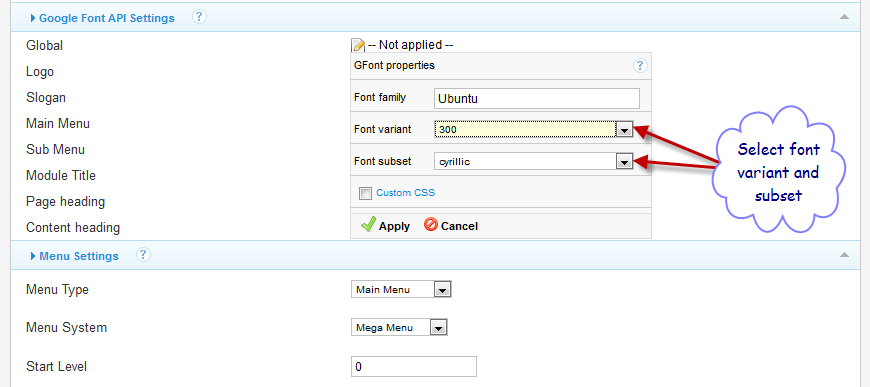 Google Font API Settings ?
Global -- Not applied --
Logo GFont properties ?
Slogan Font family Ubuntu
Main Menu Font variant 300
Sub Menu Font subset cyrillic
Module Title
Page heading Custom CSS
Content heading Apply Cancel
Select font
variant and
subset
Menu Settings ?
Menu Type Main Menu
Menu System Mega Menu
Start Level 0